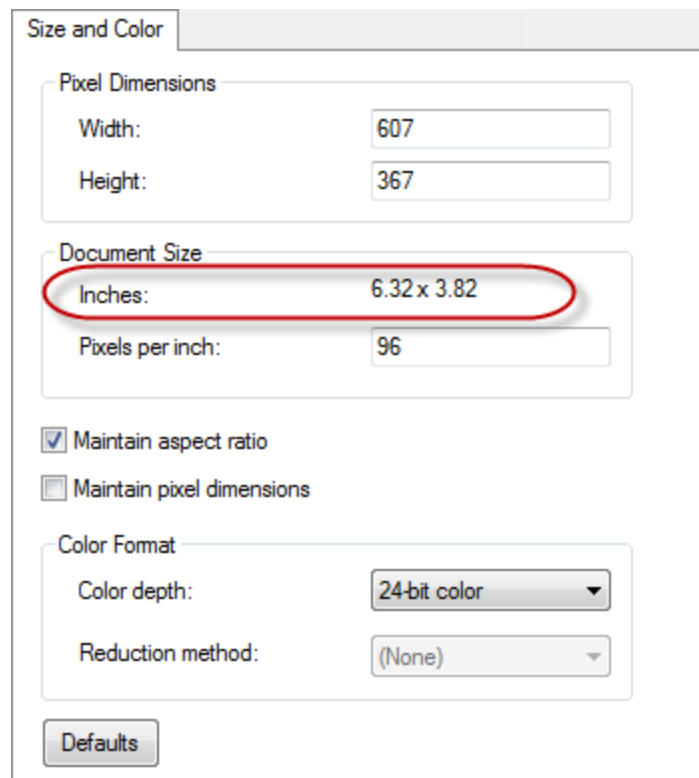 Size and Color
Pixel Dimensions
Width: 607
Height: 367
Document Size
Inches: 6.32 x 3.82
Pixels per inch: 96
Maintain aspect ratio
Maintain pixel dimensions
Color Format
Color depth: 24-bit color
Reduction method: (None)
Defaults